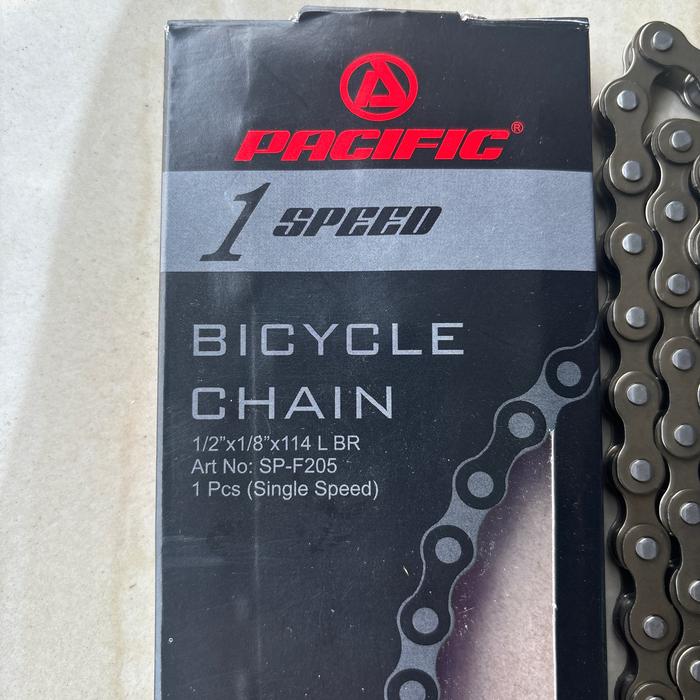 PACIFIC®
1 SPEED
BICYCLE
CHAIN
1/2"x1/8"x114 L BR
Art No: SP-F205
1 Pcs (Single Speed)